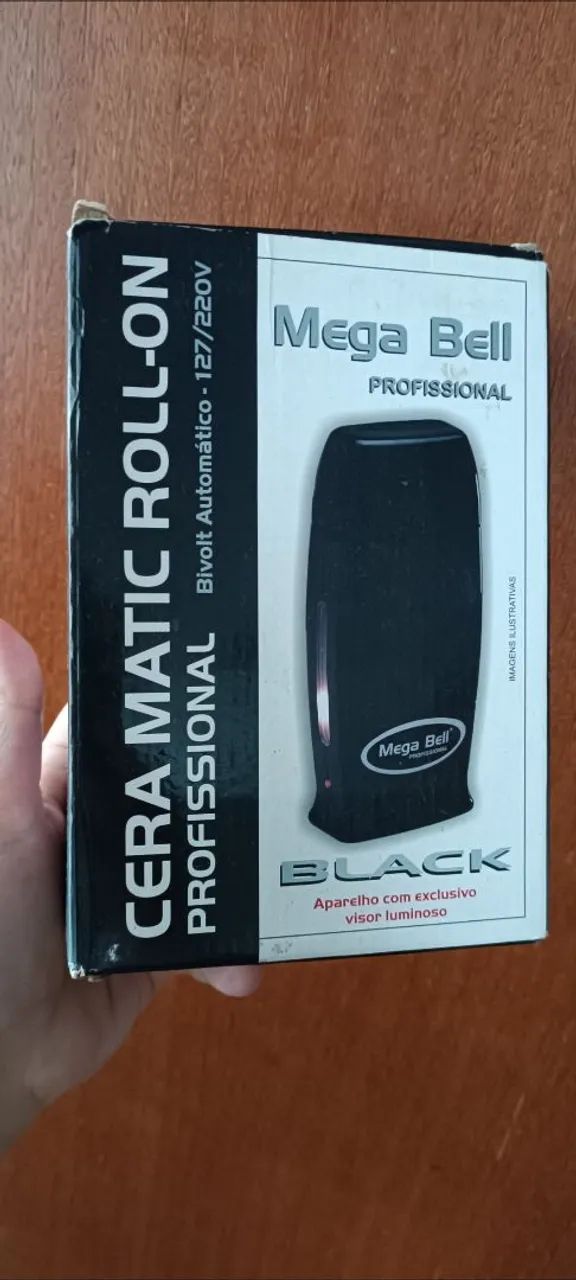 CERA MATIC ROLL-ON
PROFISSIONAL
Bivolt Automático - 127/220V
Mega Bell
PROFISSIONAL
IMAGENS ILUSTRATIVAS
Mega Bell®
PROFISSIONAL
BLACK
Aparelho com exclusivo
visor luminoso